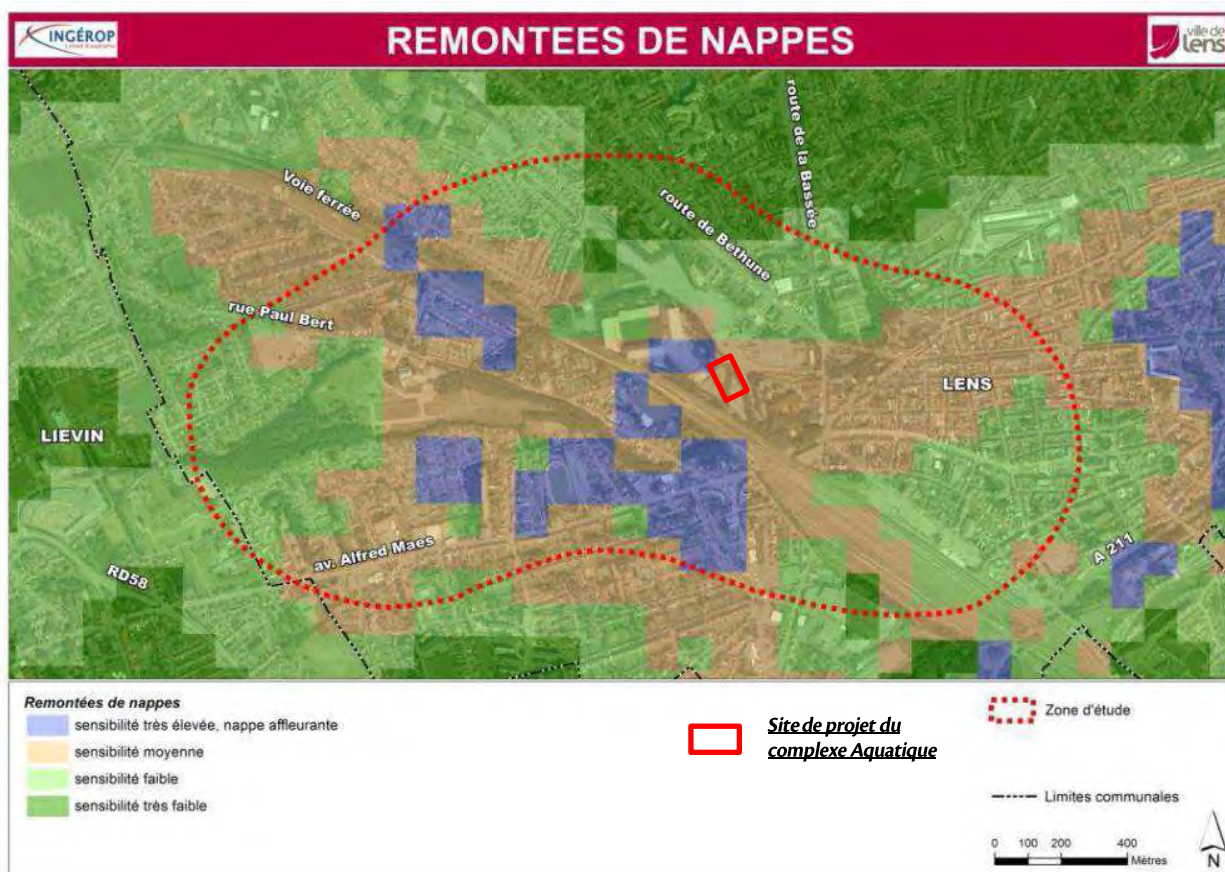 INGÉROP
REMONTEES DE NAPPES
ville de
lens
route de la Bassée
Voie ferrée
route de Béthune
rue Paul Bert
LENS
LIEVIN
av. Alfred Maes
A 211
RD58
Remontées de nappes
sensibilité très élevée, nappe affleurante
sensibilité moyenne
sensibilité faible
sensibilité très faible
Site de projet du
complexe Aquatique
Zone d'étude
Limites communales
0 100 200 400
Mètres
N